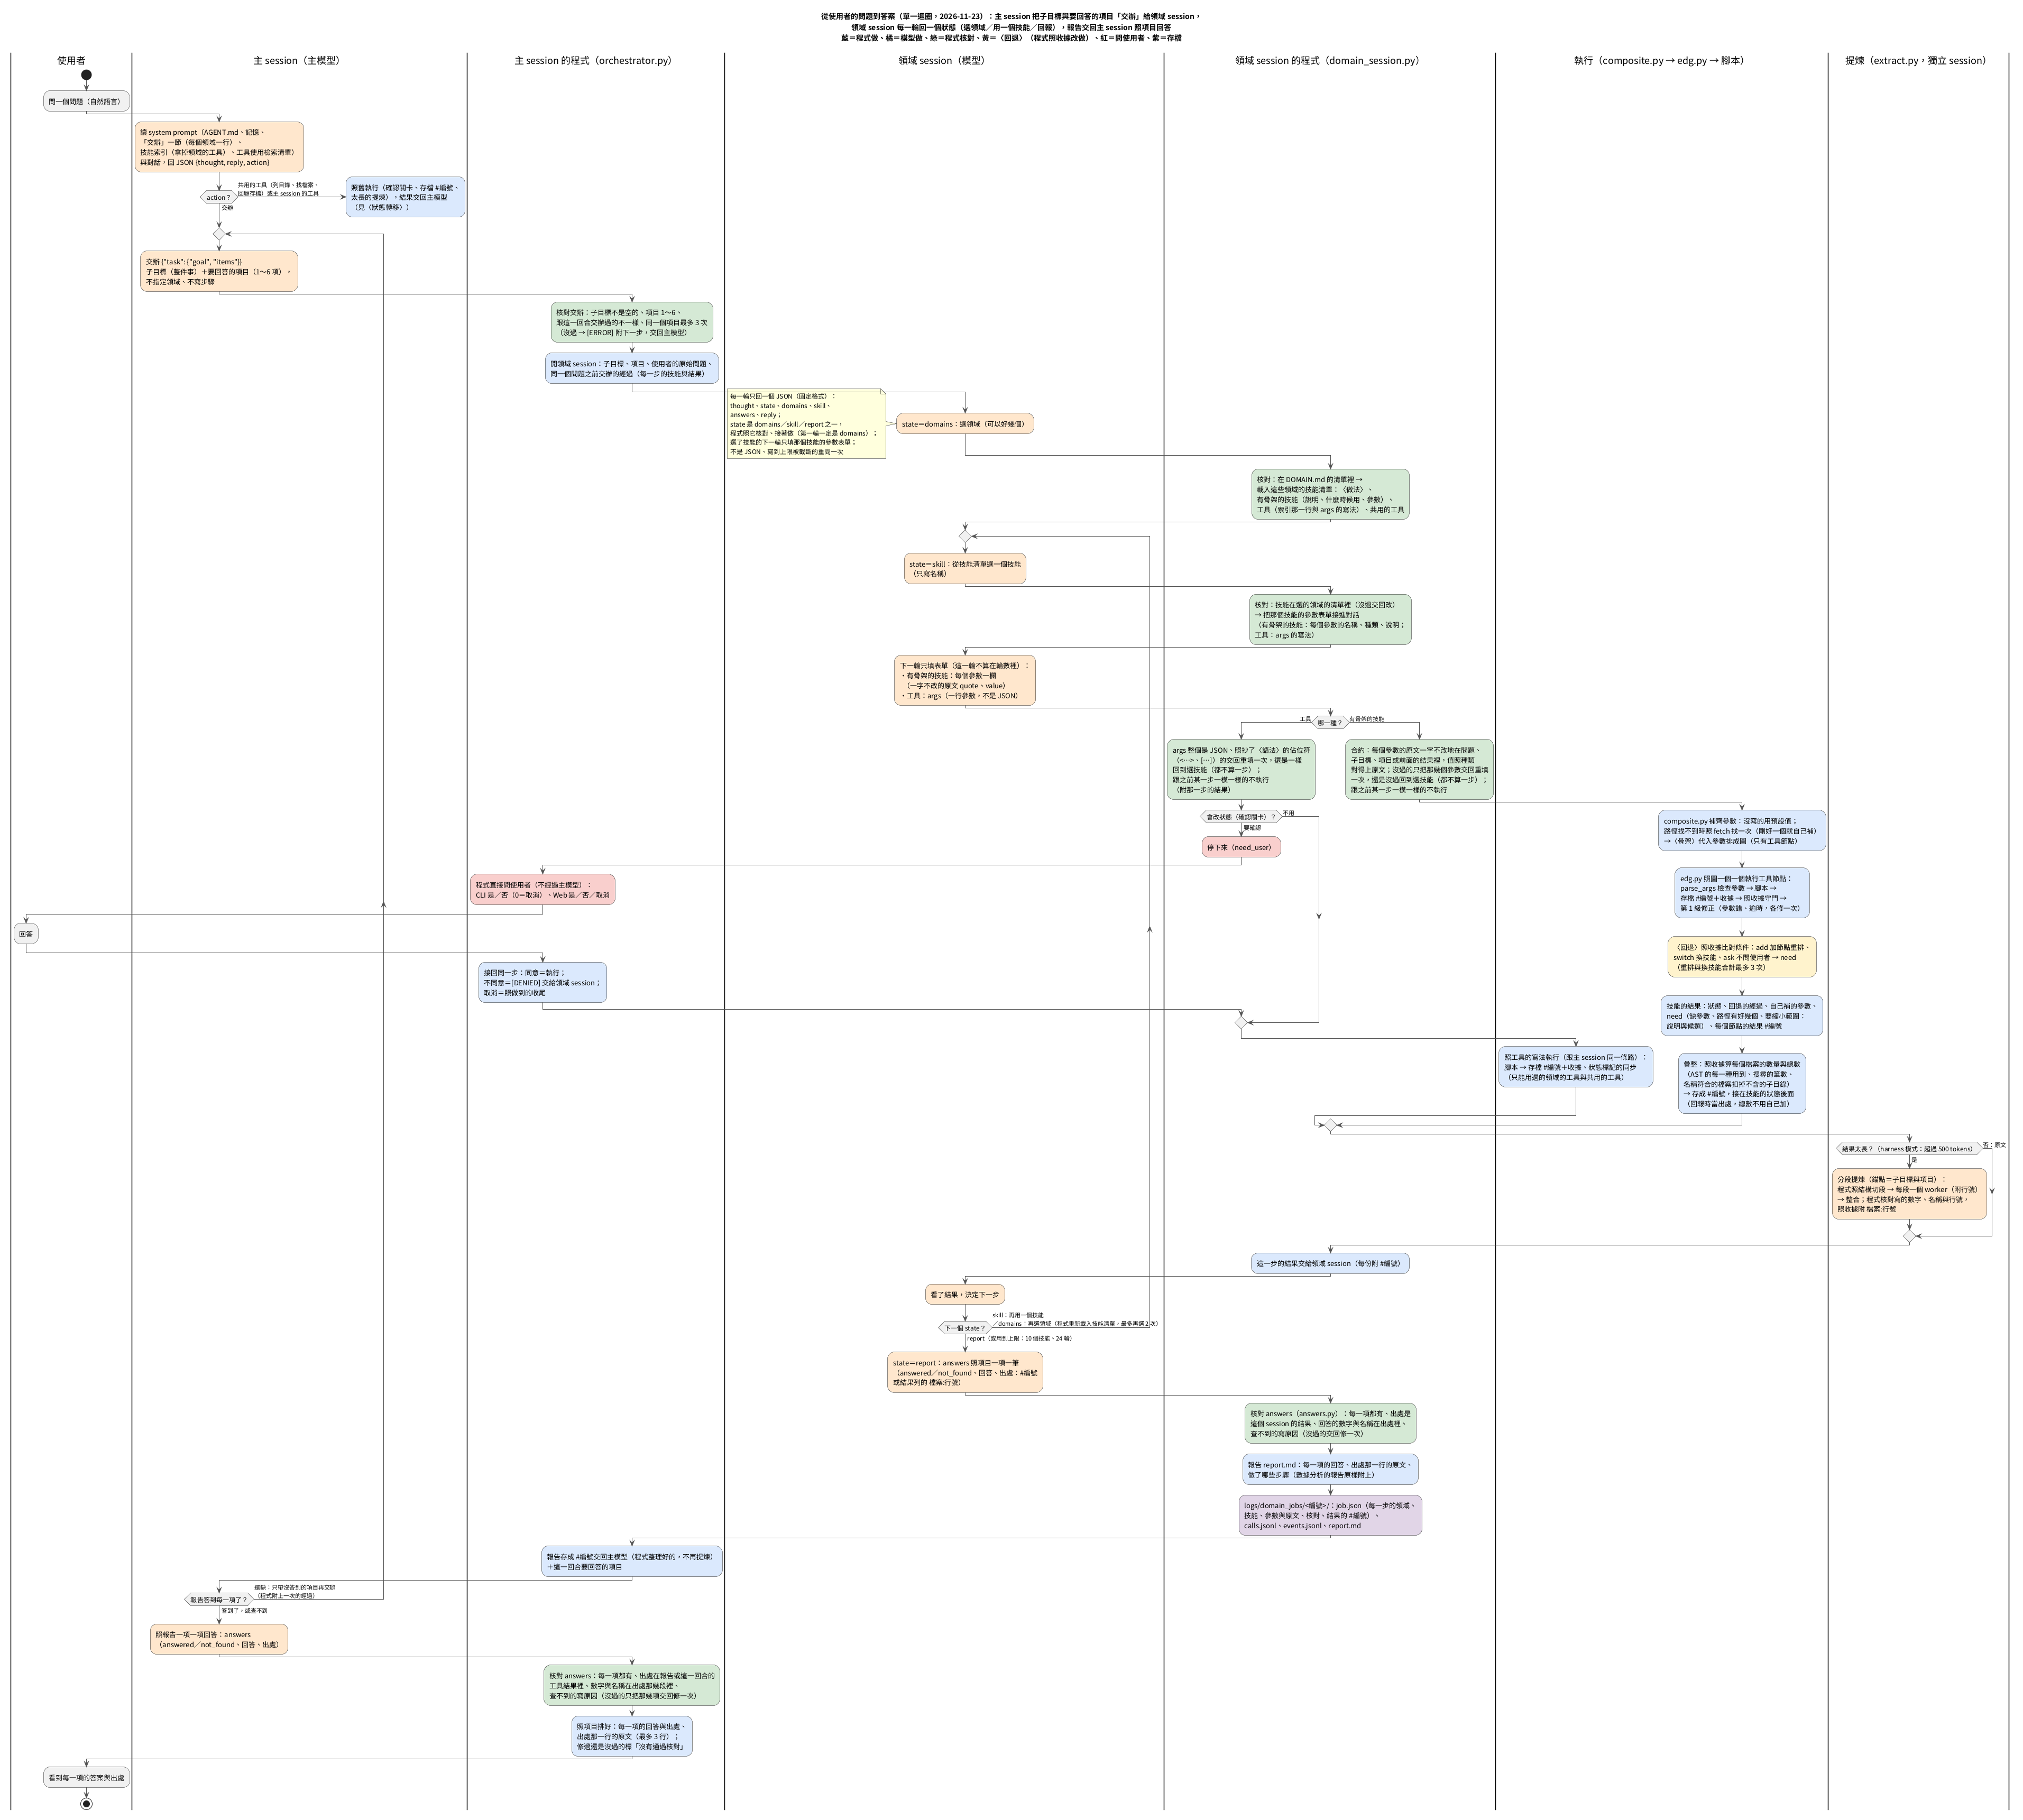 從使用者的問題到答案（單一迴圈，2026-11-23）：主 session 把子目標與要回答的項目「交辦」給領域 session，
領域 session 每一輪回一個狀態（選領域／用一個技能／回報），報告交回主 session 照項目回答
藍＝程式做、橘＝模型做、綠＝程式核對、黃＝〈回退〉（程式照收據改做）、紅＝問使用者、紫＝存檔
使用者
主 session（主模型）
主 session 的程式（orchestrator.py）
領域 session（模型）
領域 session 的程式（domain_session.py）
執行（composite.py → edg.py → 腳本）
提煉（extract.py，獨立 session）
問一個問題（自然語言）
讀 system prompt（AGENT.md、記憶、
「交辦」一節（每個領域一行）、
技能索引（拿掉領域的工具）、工具使用檢索清單）
與對話，回 JSON {thought, reply, action}
action？
共用的工具（列目錄、找檔案、
回顧存檔）或主 session 的工具
交辦
照舊執行（確認關卡、存檔 #編號、
太長的提煉），結果交回主模型
（見〈狀態轉移〉）
交辦 {"task": {"goal", "items"}}
子目標（整件事）＋要回答的項目（1～6 項），
不指定領域、不寫步驟
核對交辦：子目標不是空的、項目 1～6、
跟這一回合交辦過的不一樣、同一個項目最多 3 次
（沒過 → [ERROR] 附下一步，交回主模型）
開領域 session：子目標、項目、使用者的原始問題、
同一個問題之前交辦的經過（每一步的技能與結果）
每一輪只回一個 JSON（固定格式）：
thought、state、domains、skill、
answers、reply；
state 是 domains／skill／report 之一，
程式照它核對、接著做（第一輪一定是 domains）；
選了技能的下一輪只填那個技能的參數表單；
不是 JSON、寫到上限被截斷的重問一次
state＝domains：選領域（可以好幾個）
核對：在 DOMAIN.md 的清單裡 →
載入這些領域的技能清單：〈做法〉、
有骨架的技能（說明、什麼時候用、參數）、
工具（索引那一行與 args 的寫法）、共用的工具
state＝skill：從技能清單選一個技能
（只寫名稱）
核對：技能在選的領域的清單裡（沒過交回改）
→ 把那個技能的參數表單接進對話
（有骨架的技能：每個參數的名稱、種類、說明；
工具：args 的寫法）
下一輪只填表單（這一輪不算在輪數裡）：
・有骨架的技能：每個參數一欄
（一字不改的原文 quote、value）
・工具：args（一行參數，不是 JSON）
哪一種？
工具
有骨架的技能
args 整個是 JSON、照抄了〈語法〉的佔位符
（<…>、[…]）的交回重填一次，還是一樣
回到選技能（都不算一步）；
跟之前某一步一模一樣的不執行
（附那一步的結果）
合約：每個參數的原文一字不改地在問題、
子目標、項目或前面的結果裡，值照種類
對得上原文；沒過的只把那幾個參數交回重填
一次，還是沒過回到選技能（都不算一步）；
跟之前某一步一模一樣的不執行
會改狀態（確認關卡）？
不用
要確認
停下來（need_user）
程式直接問使用者（不經過主模型）：
CLI 是／否（0＝取消）、Web 是／否／取消
回答
接回同一步：同意＝執行；
不同意＝[DENIED] 交給領域 session；
取消＝照做到的收尾
composite.py 補齊參數：沒寫的用預設值；
路徑找不到時照 fetch 找一次（剛好一個就自己補）
→〈骨架〉代入參數排成圖（只有工具節點）
edg.py 照圖一個一個執行工具節點：
parse_args 檢查參數 → 腳本 →
存檔 #編號＋收據 → 照收據守門 →
第 1 級修正（參數錯、逾時，各修一次）
〈回退〉照收據比對條件：add 加節點重排、
switch 換技能、ask 不問使用者 → need
（重排與換技能合計最多 3 次）
技能的結果：狀態、回退的經過、自己補的參數、
need（缺參數、路徑有好幾個、要縮小範圍：
說明與候選）、每個節點的結果 #編號
照工具的寫法執行（跟主 session 同一條路）：
腳本 → 存檔 #編號＋收據、狀態標記的同步
（只能用選的領域的工具與共用的工具）
彙整：照收據算每個檔案的數量與總數
（AST 的每一種用到、搜尋的筆數、
名稱符合的檔案扣掉不含的子目錄）
→ 存成 #編號，接在技能的狀態後面
（回報時當出處，總數不用自己加）
結果太長？（harness 模式：超過 500 tokens）
否：原文
是
分段提煉（錨點＝子目標與項目）：
程式照結構切段 → 每段一個 worker（附行號）
→ 整合；程式核對寫的數字、名稱與行號，
照收據附 檔案:行號
這一步的結果交給領域 session（每份附 #編號）
看了結果，決定下一步
下一個 state？
skill：再用一個技能
／domains：再選領域（程式重新載入技能清單，最多再選 2 次）
report（或用到上限：10 個技能、24 輪）
state＝report：answers 照項目一項一筆
（answered／not_found、回答、出處：#編號
或結果列的 檔案:行號）
核對 answers（answers.py）：每一項都有、出處是
這個 session 的結果、回答的數字與名稱在出處裡、
查不到的寫原因（沒過的交回修一次）
報告 report.md：每一項的回答、出處那一行的原文、
做了哪些步驟（數據分析的報告原樣附上）
logs/domain_jobs/<編號>/：job.json（每一步的領域、
技能、參數與原文、核對、結果的 #編號）、
calls.jsonl、events.jsonl、report.md
報告存成 #編號交回主模型（程式整理好的，不再提煉）
＋這一回合要回答的項目
報告答到每一項了？
還缺：只帶沒答到的項目再交辦
（程式附上一次的經過）
答到了，或查不到
照報告一項一項回答：answers
（answered／not_found、回答、出處）
核對 answers：每一項都有、出處在報告或這一回合的
工具結果裡、數字與名稱在出處那幾段裡、
查不到的寫原因（沒過的只把那幾項交回修一次）
照項目排好：每一項的回答與出處、
出處那一行的原文（最多 3 行）；
修過還是沒過的標「沒有通過核對」
看到每一項的答案與出處